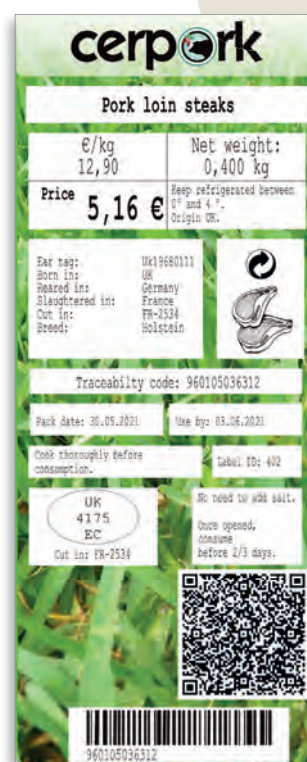 cerpork
Pork loin steaks
€/kg
12,90
Net weight:
0,400 kg
Price 5,16 €
Keep refrigerated between
0° and 4 °.
Origin UK.
Ear tag: Uk19680111
Born in: UK
Reared in: Germany
Slaughtered in: France
Cut in: FR-2534
Breed: Holstein
Traceabilty code: 960105036312
Pack date: 30.05.2021
Use by: 03.06.2021
Cook thoroughly before
consumption.
Label ID: 402
UK
4175
EC
Cut in: FR-2534
No need to add salt.
Once opened,
consume
before 2/3 days.
960105036312